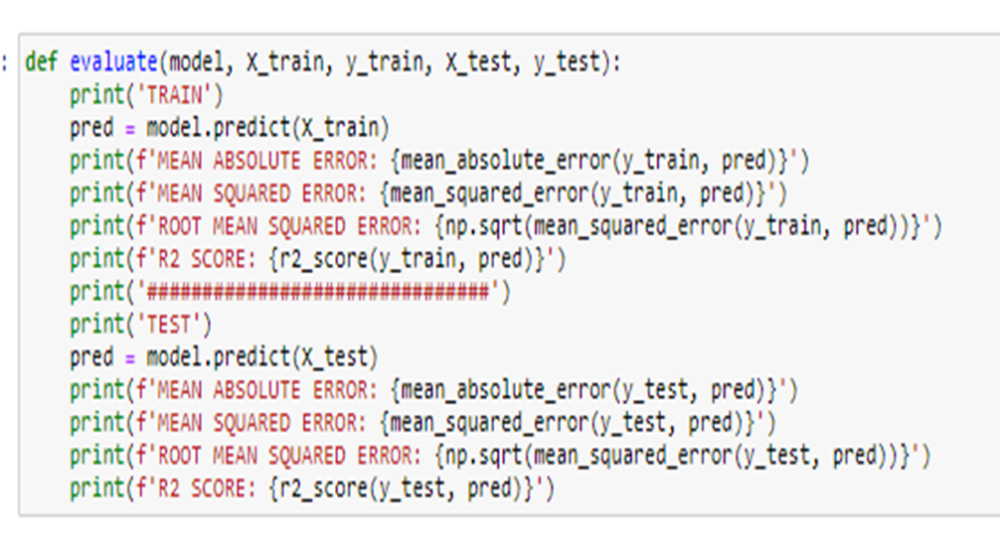 : def evaluate(model, X_train, y_train, X_test, y_test):
    print('TRAIN')
    pred = model.predict(X_train)
    print(f'MEAN ABSOLUTE ERROR: {mean_absolute_error(y_train, pred)}')
    print(f'MEAN SQUARED ERROR: {mean_squared_error(y_train, pred)}')
    print(f'ROOT MEAN SQUARED ERROR: {np.sqrt(mean_squared_error(y_train, pred))}')
    print(f'R2 SCORE: {r2_score(y_train, pred)}')
    print('###############################')
    print('TEST')
    pred = model.predict(X_test)
    print(f'MEAN ABSOLUTE ERROR: {mean_absolute_error(y_test, pred)}')
    print(f'MEAN SQUARED ERROR: {mean_squared_error(y_test, pred)}')
    print(f'ROOT MEAN SQUARED ERROR: {np.sqrt(mean_squared_error(y_test, pred))}')
    print(f'R2 SCORE: {r2_score(y_test, pred)}')